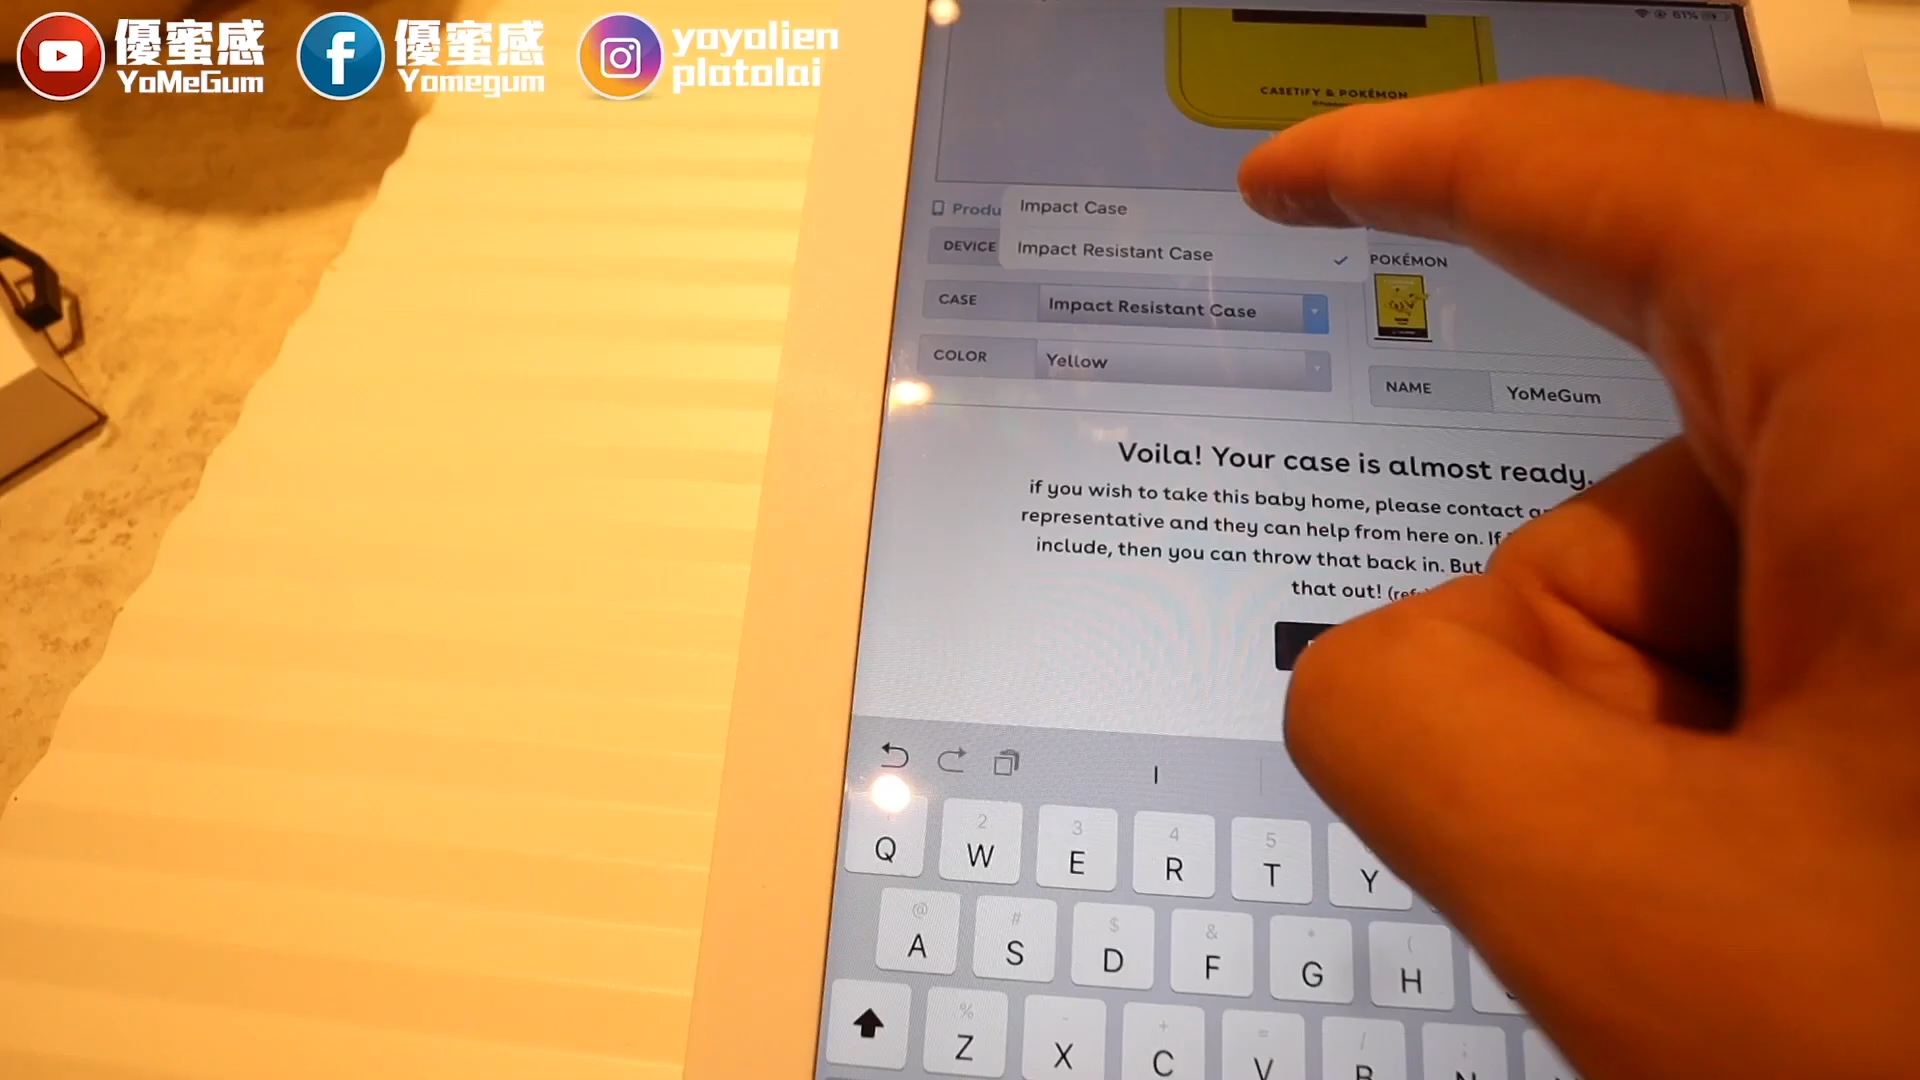 優蜜感
YoMeGum
優蜜感
Yomegum
yoyolien
platolai
61%
CASETIFY & POKÉMON
Produ
Impact Case
Impact Resistant Case
DEVICE
POKÉMON
CASE
Impact Resistant Case
COLOR
Yellow
NAME
YoMeGum
Voila! Your case is almost ready.
if you wish to take this baby home, please contact
representative and they can help from here on. If
include, then you can throw that back in. But
that out!
I
2 3 4 5
Q W E R T Y
@ # $ & * (
A S D F G H
% - + = / ;
Z X C V B N